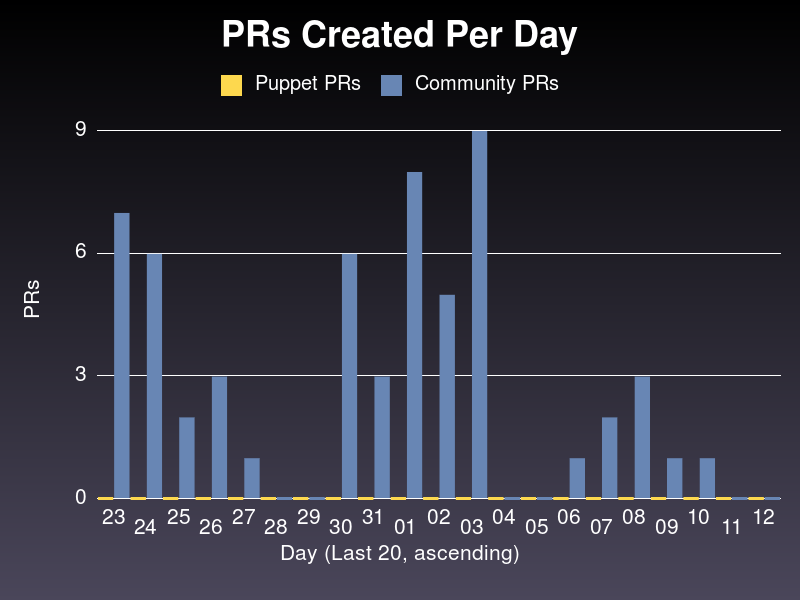 PRs Created Per Day
Puppet PRs Community PRs
9
6
3
0
PRs
23 24 25 26 27 28 29 30 31 01 02 03 04 05 06 07 08 09 10 11 12
Day (Last 20, ascending)